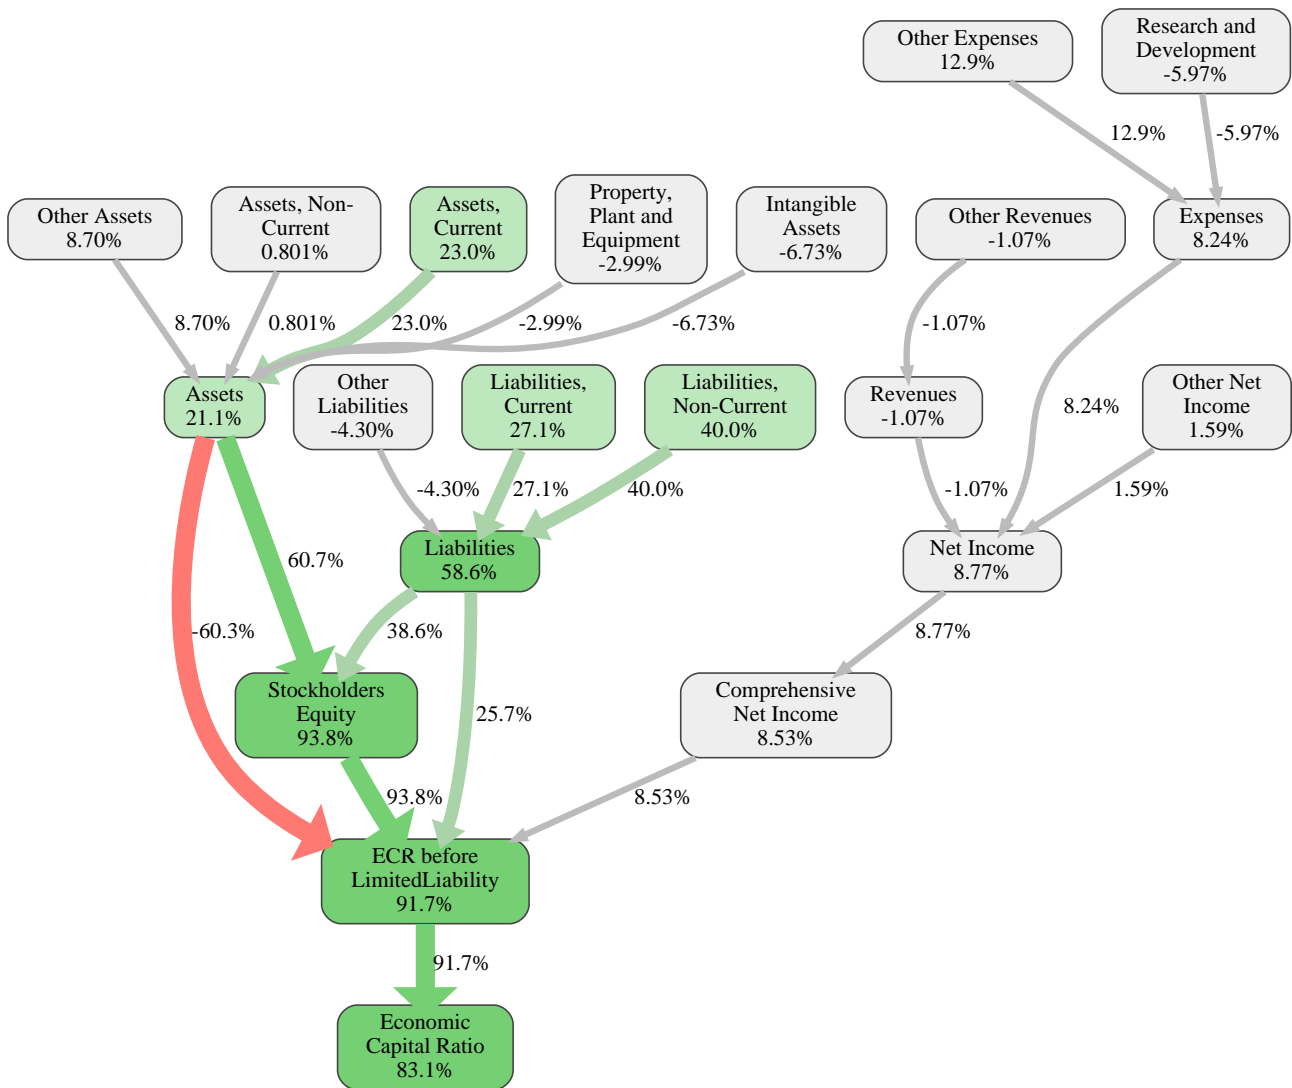 Other Expenses
12.9%
Research and
Development
-5.97%
12.9%
-5.97%
Other Assets
8.70%
Assets, Non-
Current
0.801%
Assets,
Current
23.0%
Property,
Plant and
Equipment
-2.99%
Intangible
Assets
-6.73%
Other Revenues
-1.07%
Expenses
8.24%
8.70%
0.801%
23.0%
-2.99%
-6.73%
-1.07%
8.24%
Assets
21.1%
Other
Liabilities
-4.30%
Liabilities,
Current
27.1%
Liabilities,
Non-Current
40.0%
Revenues
-1.07%
Other Net
Income
1.59%
-4.30%
27.1%
40.0%
-1.07%
1.59%
60.7%
Liabilities
58.6%
Net Income
8.77%
-60.3%
38.6%
8.77%
Stockholders
Equity
93.8%
25.7%
Comprehensive
Net Income
8.53%
93.8%
8.53%
ECR before
LimitedLiability
91.7%
91.7%
Economic
Capital Ratio
83.1%